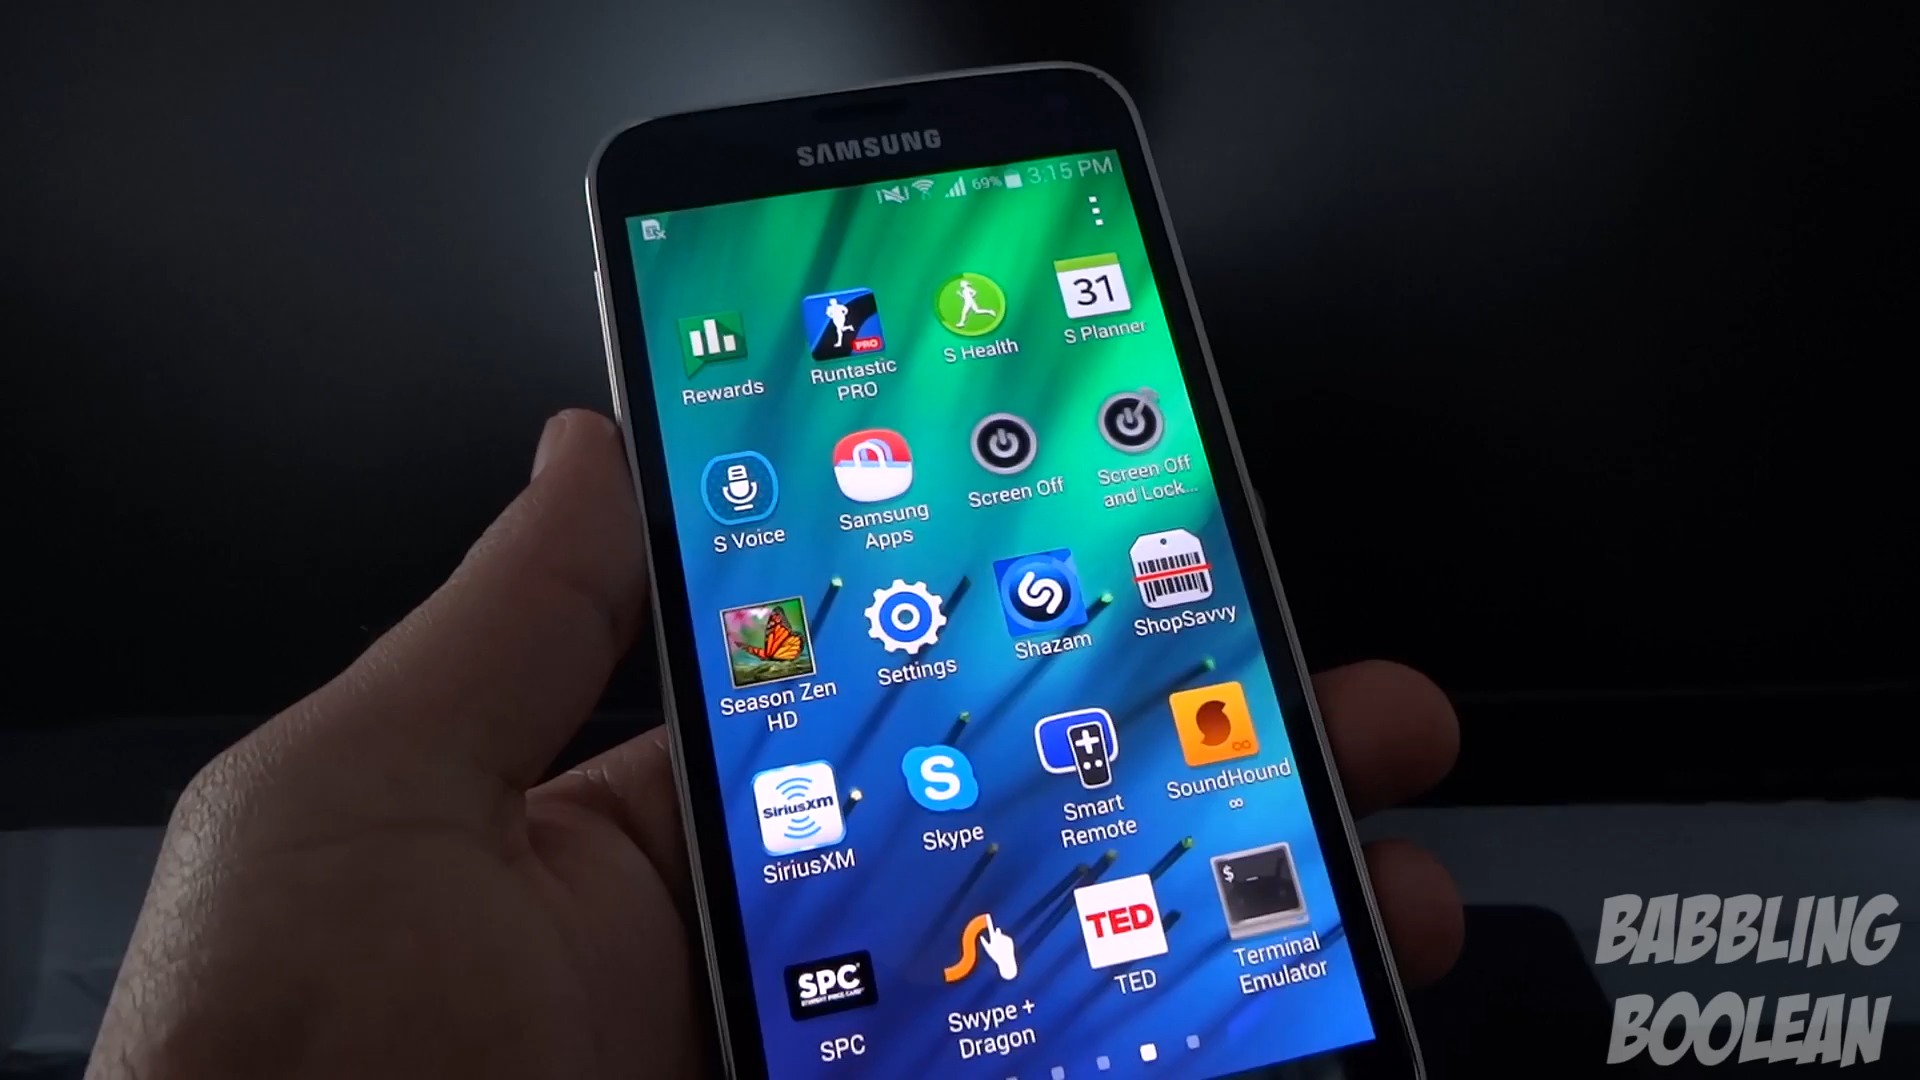 SAMSUNG
69% 3:15 PM
31
PRO
Rewards
Runtastic
PRO
S Health
S Planner
S Voice
Samsung
Apps
Screen Off
Screen Off
and Lock...
Season Zen
HD
Settings
Shazam
ShopSavvy
SiriusXM
SiriusXM
S
Skype
Smart
Remote
SoundHound
∞
SPC
SPC
Swype +
Dragon
TED
TED
$ _
Terminal
Emulator
BABBLING
BOOLEAN